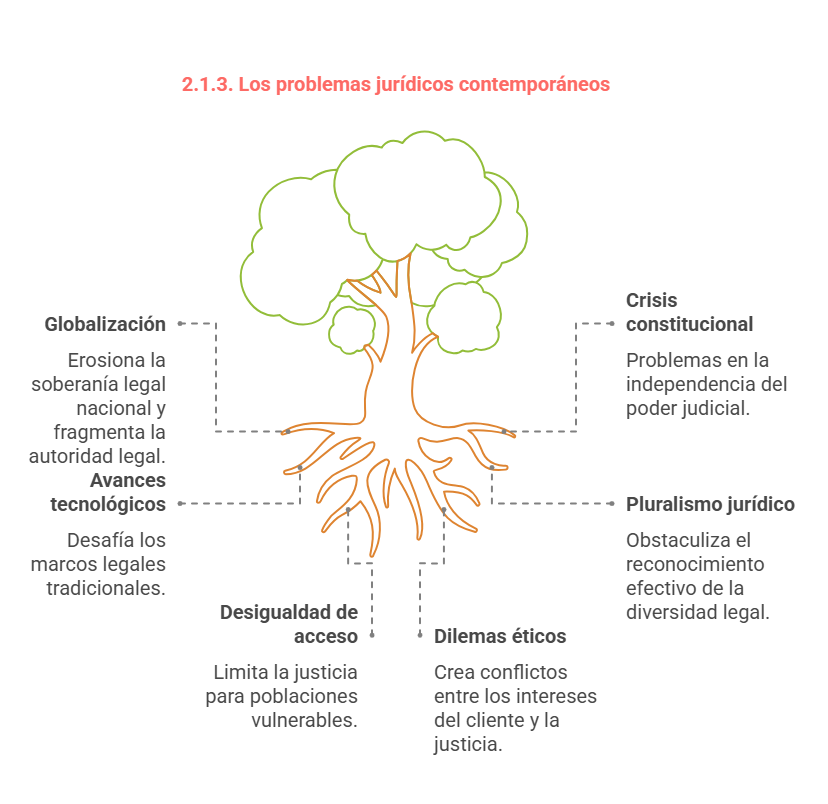 2.1.3. Los problemas jurídicos contemporáneos
Globalización
Erosiona la
soberanía legal
nacional y
fragmenta la
autoridad legal.
Avances
tecnológicos
Desafía los
marcos legales
tradicionales.
Desigualdad de
acceso
Limita la justicia
para poblaciones
vulnerables.
Dilemas éticos
Crea conflictos
entre los intereses
del cliente y la
justicia.
Crisis
constitucional
Problemas en la
independencia del
poder judicial.
Pluralismo jurídico
Obstaculiza el
reconocimiento
efectivo de la
diversidad legal.